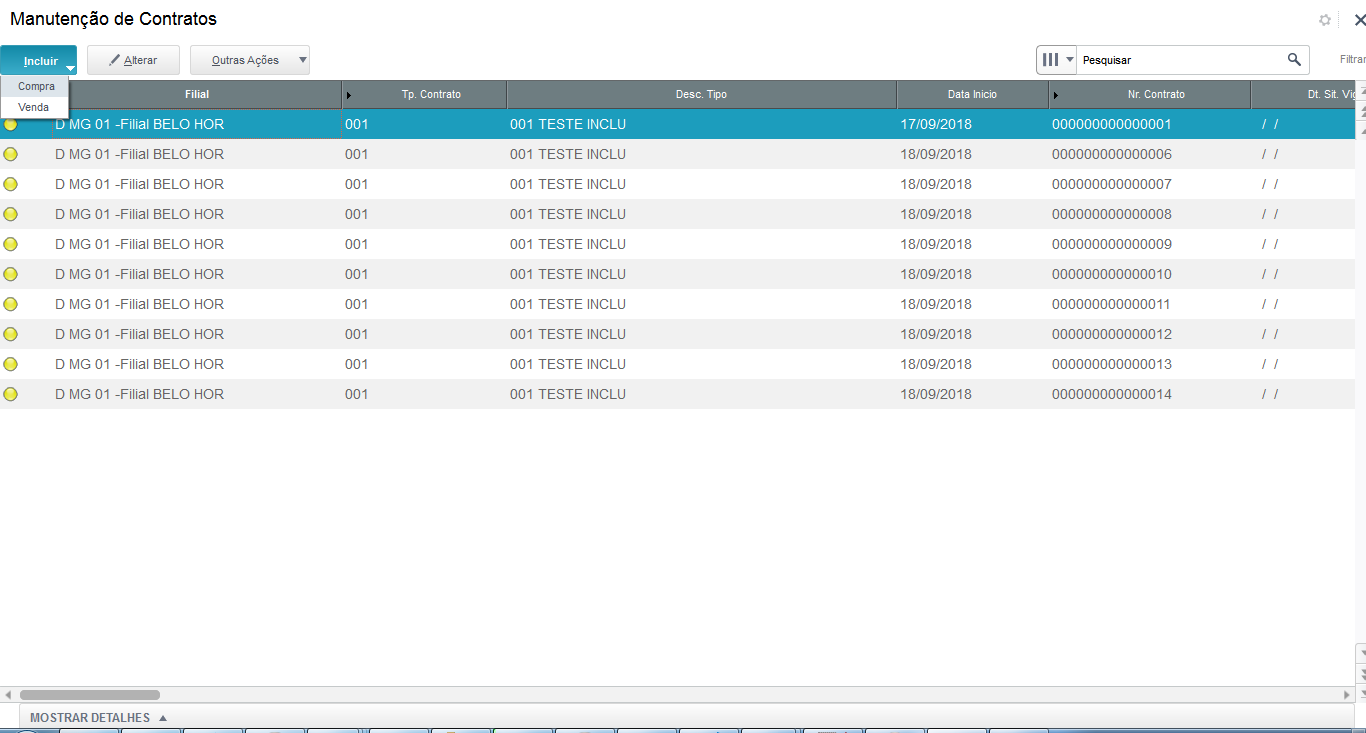 Manutenção de Contratos
Incluir Alterar Outras Ações Pesquisar Filtrar
Compra
Venda
Filial Tp. Contrato Desc. Tipo Data Inicio Nr. Contrato Dt. Sit. Vig
D MG 01 -Filial BELO HOR 001 001 TESTE INCLU 17/09/2018 000000000000001 / /
D MG 01 -Filial BELO HOR 001 001 TESTE INCLU 18/09/2018 000000000000006 / /
D MG 01 -Filial BELO HOR 001 001 TESTE INCLU 18/09/2018 000000000000007 / /
D MG 01 -Filial BELO HOR 001 001 TESTE INCLU 18/09/2018 000000000000008 / /
D MG 01 -Filial BELO HOR 001 001 TESTE INCLU 18/09/2018 000000000000009 / /
D MG 01 -Filial BELO HOR 001 001 TESTE INCLU 18/09/2018 000000000000010 / /
D MG 01 -Filial BELO HOR 001 001 TESTE INCLU 18/09/2018 000000000000011 / /
D MG 01 -Filial BELO HOR 001 001 TESTE INCLU 18/09/2018 000000000000012 / /
D MG 01 -Filial BELO HOR 001 001 TESTE INCLU 18/09/2018 000000000000013 / /
D MG 01 -Filial BELO HOR 001 001 TESTE INCLU 18/09/2018 000000000000014 / /
MOSTRAR DETALHES